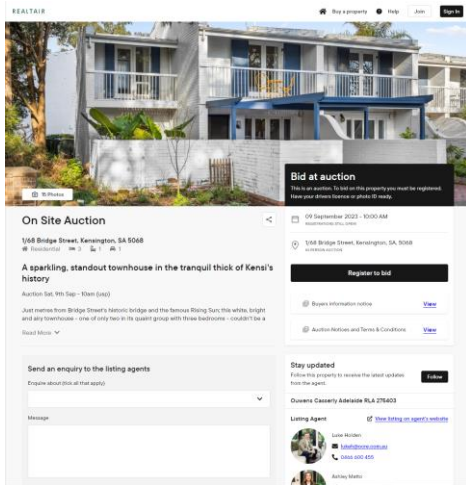 REALTAIR
Buy a property
Help
Join
Sign In
15 Photos
Bid at auction
This is an auction. To bid on this property you must be registered.
Have your drivers licence or photo ID ready.
On Site Auction
1/68 Bridge Street, Kensington, SA 5068
Residential 3 1 1
A sparkling, standout townhouse in the tranquil thick of Kensi's
history
Auction Sat, 9th Sep - 10am (usp)
Just metres from Bridge Street's historic bridge and the famous Rising Sun; this white, bright
and airy townhouse - one of only two in its quaint group with three bedrooms - couldn't be a
Read More
09 September 2023 - 10:00 AM
REGISTRATIONS STILL OPEN
1/68 Bridge Street, Kensington, SA, 5068
Register to bid
Buyers information notice
View
Auction Notices and Terms & Conditions
View
Send an enquiry to the listing agents
Enquire about (tick all that apply)
Message
Stay updated
Follow this property to receive the latest updates
from the agent.
Follow
Ouwens Casserly Adelaide RLA 275403
Listing Agent
View listing on agent's website
Luke Holden
Ashley Matto